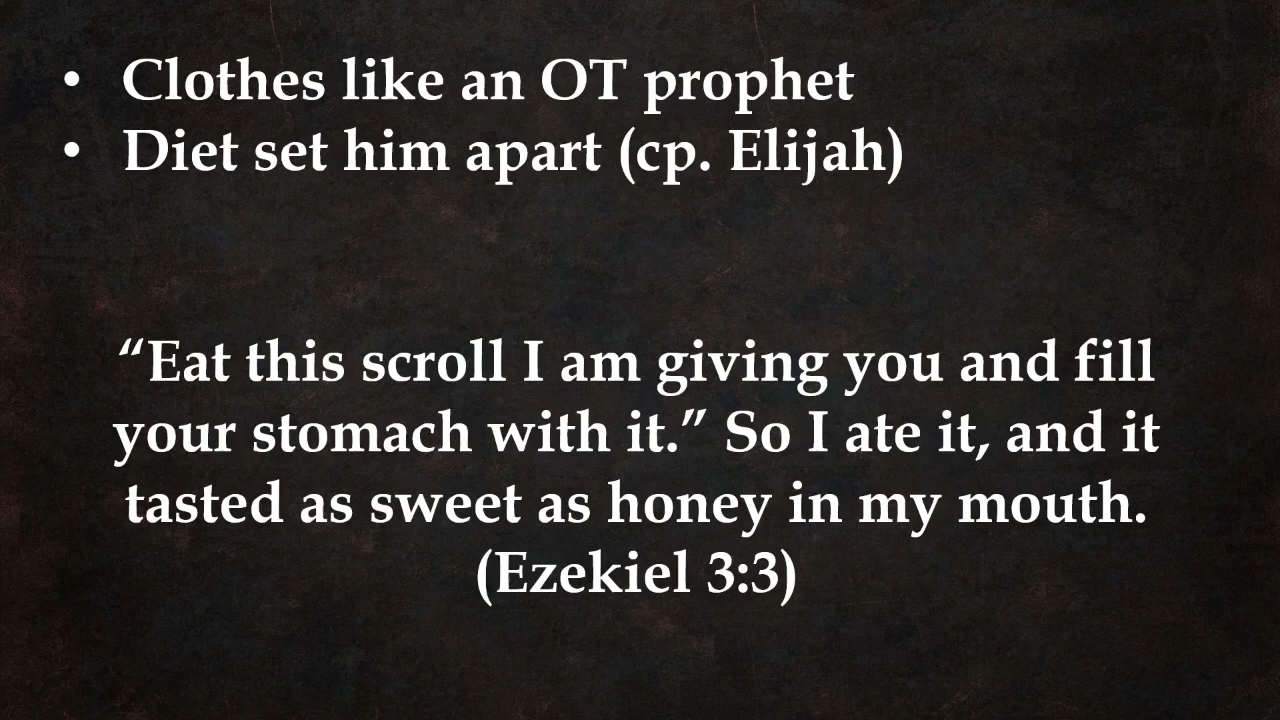 • Clothes like an OT prophet
• Diet set him apart (cp. Elijah)
“Eat this scroll I am giving you and fill
your stomach with it.” So I ate it, and it
tasted as sweet as honey in my mouth.
(Ezekiel 3:3)